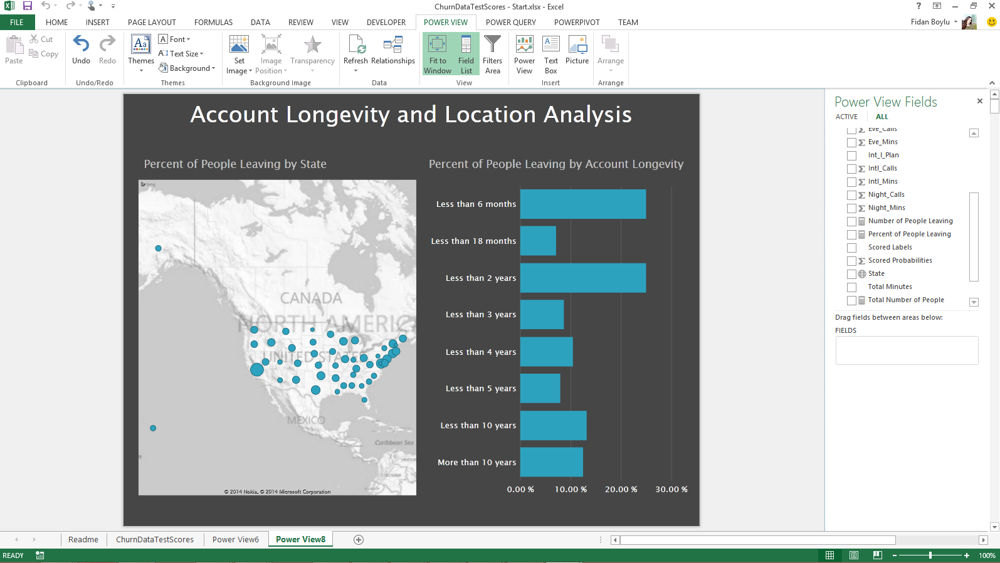 ChurnDataTestScores - Start.xlsx - Excel
FILE HOME INSERT PAGE LAYOUT FORMULAS DATA REVIEW VIEW DEVELOPER POWER VIEW POWER QUERY POWERPIVOT TEAM Fidan Boylu
Paste
Cut
Copy
Clipboard
Undo Redo
Undo/Redo
Themes
Font
Text Size
Background
Themes
Set Image
Image Position
Transparency
Background Image
Refresh Relationships
Data
Fit to Window
Field List
Filters Area
View
Power View
Text Box
Picture
Insert
Arrange
Arrange
Account Longevity and Location Analysis
Percent of People Leaving by State
bing
CANADA
NORTH AMERIC
UNITED STATES
MEXICO
Caribbean Sea
COLOMBIA
© 2014 Nokia, © 2014 Microsoft Corporation
Percent of People Leaving by Account Longevity
Less than 6 months
Less than 18 months
Less than 2 years
Less than 3 years
Less than 4 years
Less than 5 years
Less than 10 years
More than 10 years
0.00 % 10.00 % 20.00 % 30.00 %
Power View Fields
ACTIVE ALL
Eve_Calls
Eve_Mins
Int_l_Plan
Intl_Calls
Intl_Mins
Night_Calls
Night_Mins
Number of People Leaving
Percent of People Leaving
Scored Labels
Scored Probabilities
State
Total Minutes
Total Number of People
Drag fields between areas below:
FIELDS
Readme ChurnDataTestScores Power View6 Power View8
READY
100%